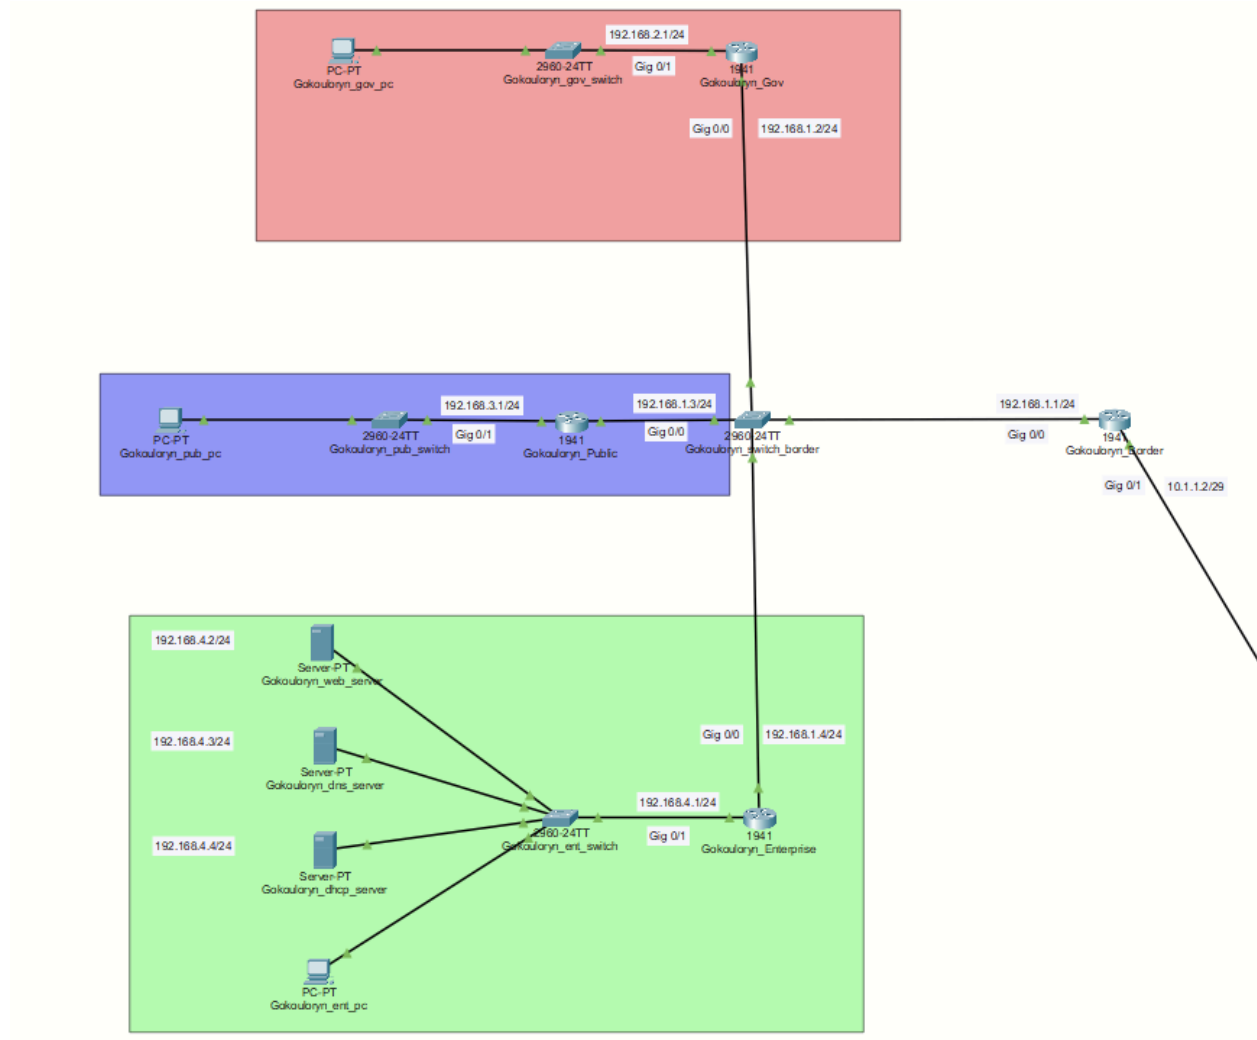 192.168.2.1/24
Gig 0/1
PC-PT
Gokoularyn_gov_pc
2960-24TT
Gokoularyn_gov_switch
1941
Gokoularyn_Gov
Gig 0/0
192.168.1.2/24
192.168.3.1/24
Gig 0/1
192.168.1.3/24
Gig 0/0
192.168.1.1/24
Gig 0/0
PC-PT
Gokoularyn_pub_pc
2960-24TT
Gokoularyn_pub_switch
1941
Gokoularyn_Public
2960-24TT
Gokoularyn_switch_border
1941
Gokoularyn_Border
Gig 0/1
10.1.1.2/29
192.168.4.2/24
Server-PT
Gokoularyn_web_server
192.168.4.3/24
Server-PT
Gokoularyn_dns_server
Gig 0/0
192.168.1.4/24
192.168.4.1/24
Gig 0/1
2960-24TT
Gokoularyn_ent_switch
1941
Gokoularyn_Enterprise
192.168.4.4/24
Server-PT
Gokoularyn_dhcp_server
PC-PT
Gokoularyn_ent_pc